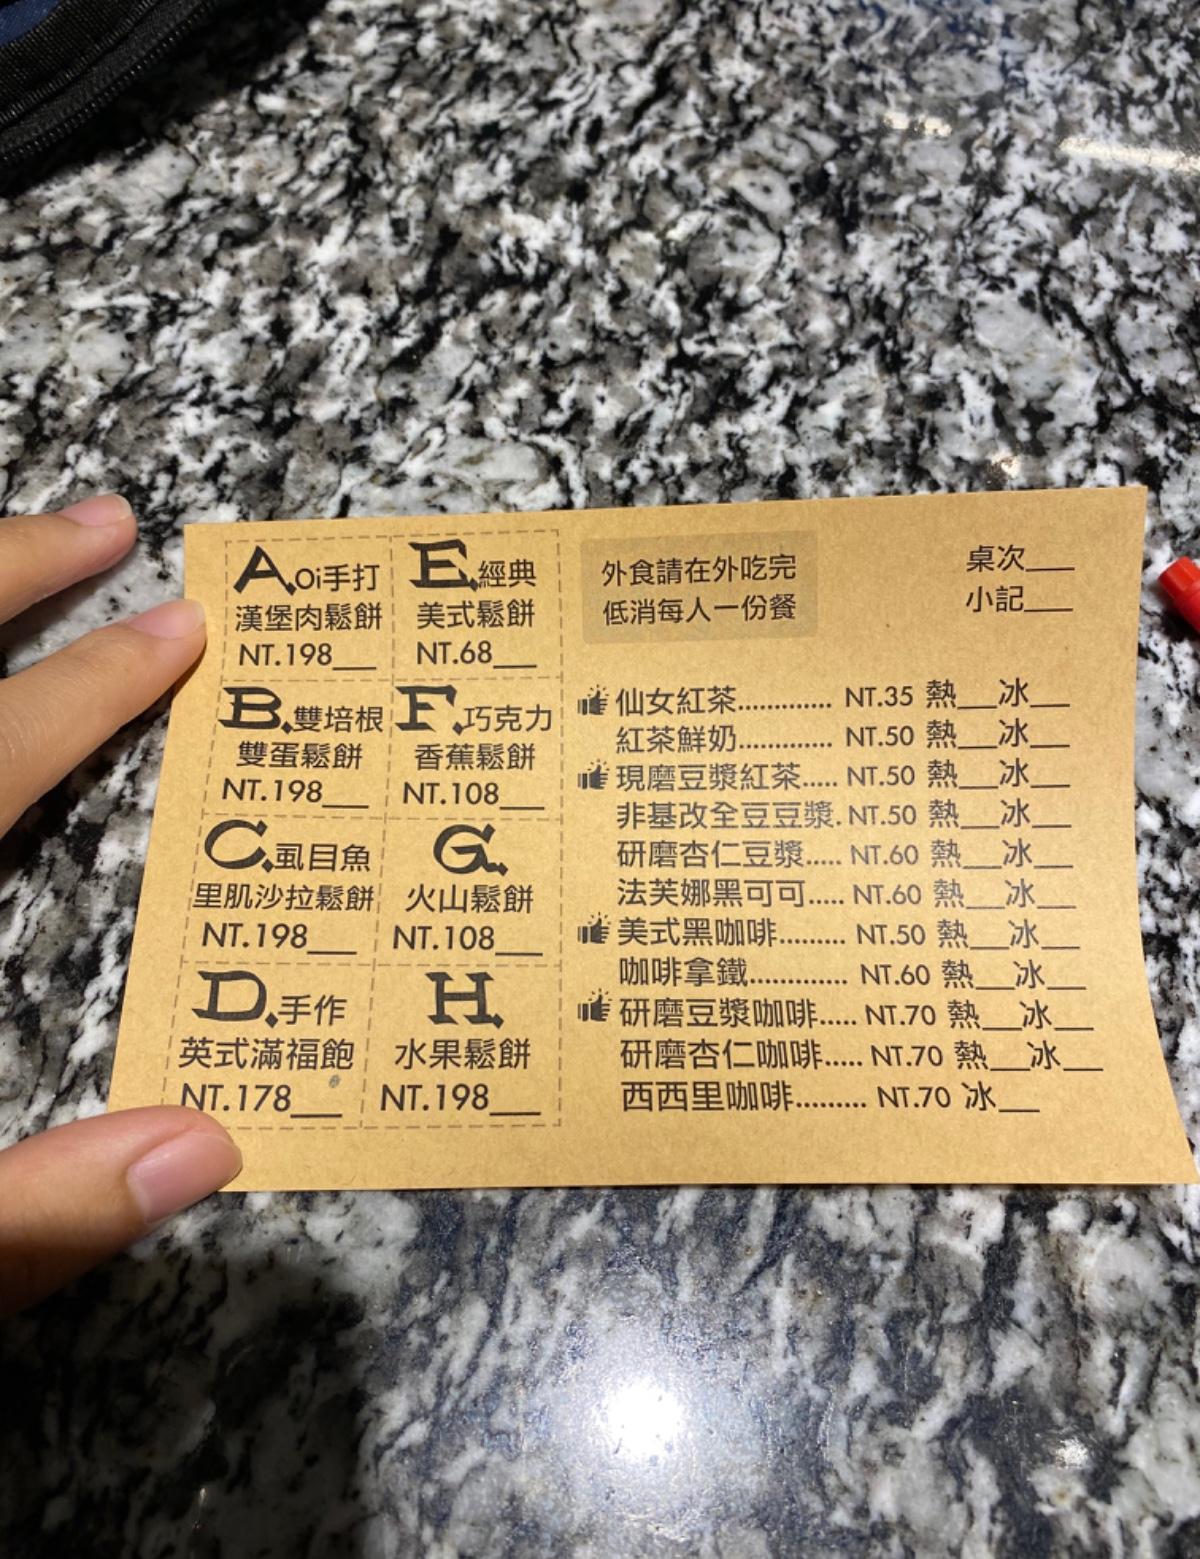 A.Oi手打
漢堡肉鬆餅
NT.198___
B.雙培根
雙蛋鬆餅
NT.198___
C.虱目魚
里肌沙拉鬆餅
NT.198___
D.手作
英式滿福飽
NT.178___
E.經典
美式鬆餅
NT.68___
F.巧克力
香蕉鬆餅
NT.108___
G.
火山鬆餅
NT.108___
H.
水果鬆餅
NT.198___
外食請在外吃完
低消每人一份餐
桌次___
小記___
仙女紅茶............ NT.35 熱___冰___
紅茶鮮奶............ NT.50 熱___冰___
現磨豆漿紅茶..... NT.50 熱___冰___
非基改全豆豆漿. NT.50 熱___冰___
研磨杏仁豆漿..... NT.60 熱___冰___
法芙娜黑可可..... NT.60 熱___冰___
美式黑咖啡......... NT.50 熱___冰___
咖啡拿鐵............. NT.60 熱___冰___
研磨豆漿咖啡..... NT.70 熱___冰___
研磨杏仁咖啡..... NT.70 熱___冰___
西西里咖啡......... NT.70 冰___